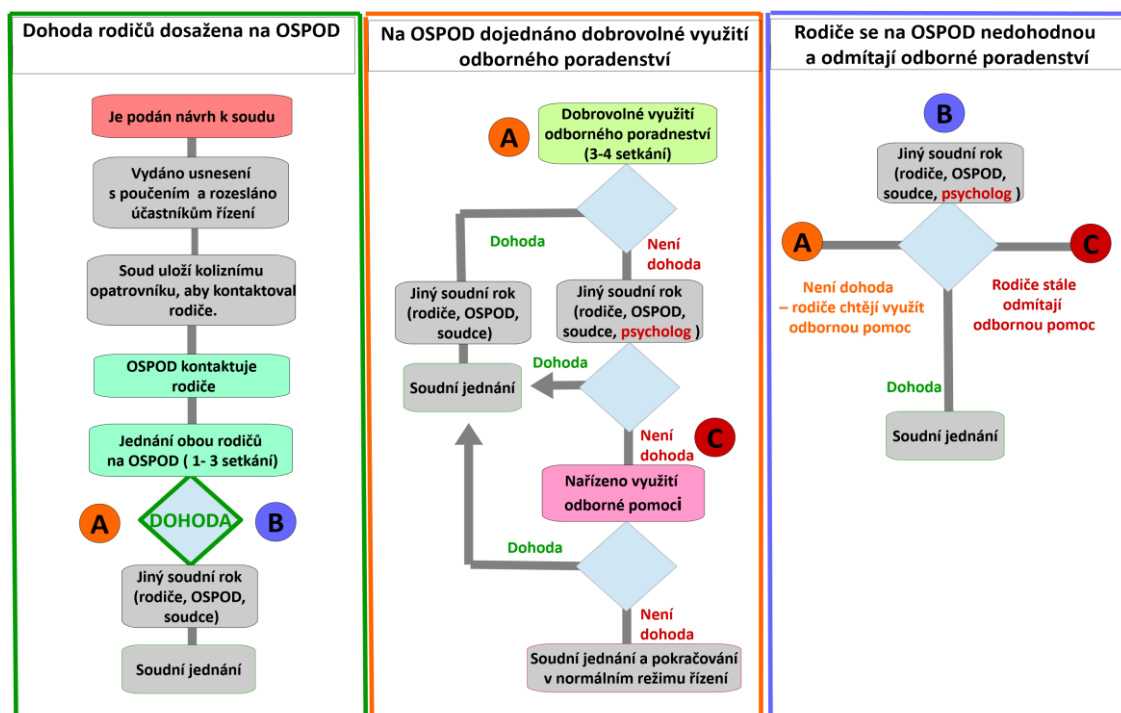 Dohoda rodičů dosažena na OSPOD
Je podán návrh k soudu
Vydáno usnesení
s poučením a rozesláno
účastníkům řízení
Soud uloží koliznímu
opatrovníku, aby kontaktoval
rodiče.
OSPOD kontaktuje
rodiče
Jednání obou rodičů
na OSPOD ( 1- 3 setkání)
A
DOHODA
B
Jiný soudní rok
(rodiče, OSPOD,
soudce)
Soudní jednání
Na OSPOD dojednáno dobrovolné využití
odborného poradenství
A
Dobrovolné využití
odborného poradneství
(3-4 setkání)
Dohoda
Není
dohoda
Jiný soudní rok
(rodiče, OSPOD,
soudce)
Jiný soudní rok
(rodiče, OSPOD,
soudce, psycholog )
Dohoda
Soudní jednání
Není
dohoda
C
Nařízeno využití
odborné pomoci
Dohoda
Není
dohoda
Soudní jednání a pokračování
v normálním režimu řízení
Rodiče se na OSPOD nedohodnou
a odmítají odborné poradenství
B
Jiný soudní rok
(rodiče, OSPOD,
soudce, psycholog )
A
C
Není dohoda
– rodiče chtějí využít
odbornou pomoc
Rodiče stále
odmítají
odbornou pomoc
Dohoda
Soudní jednání